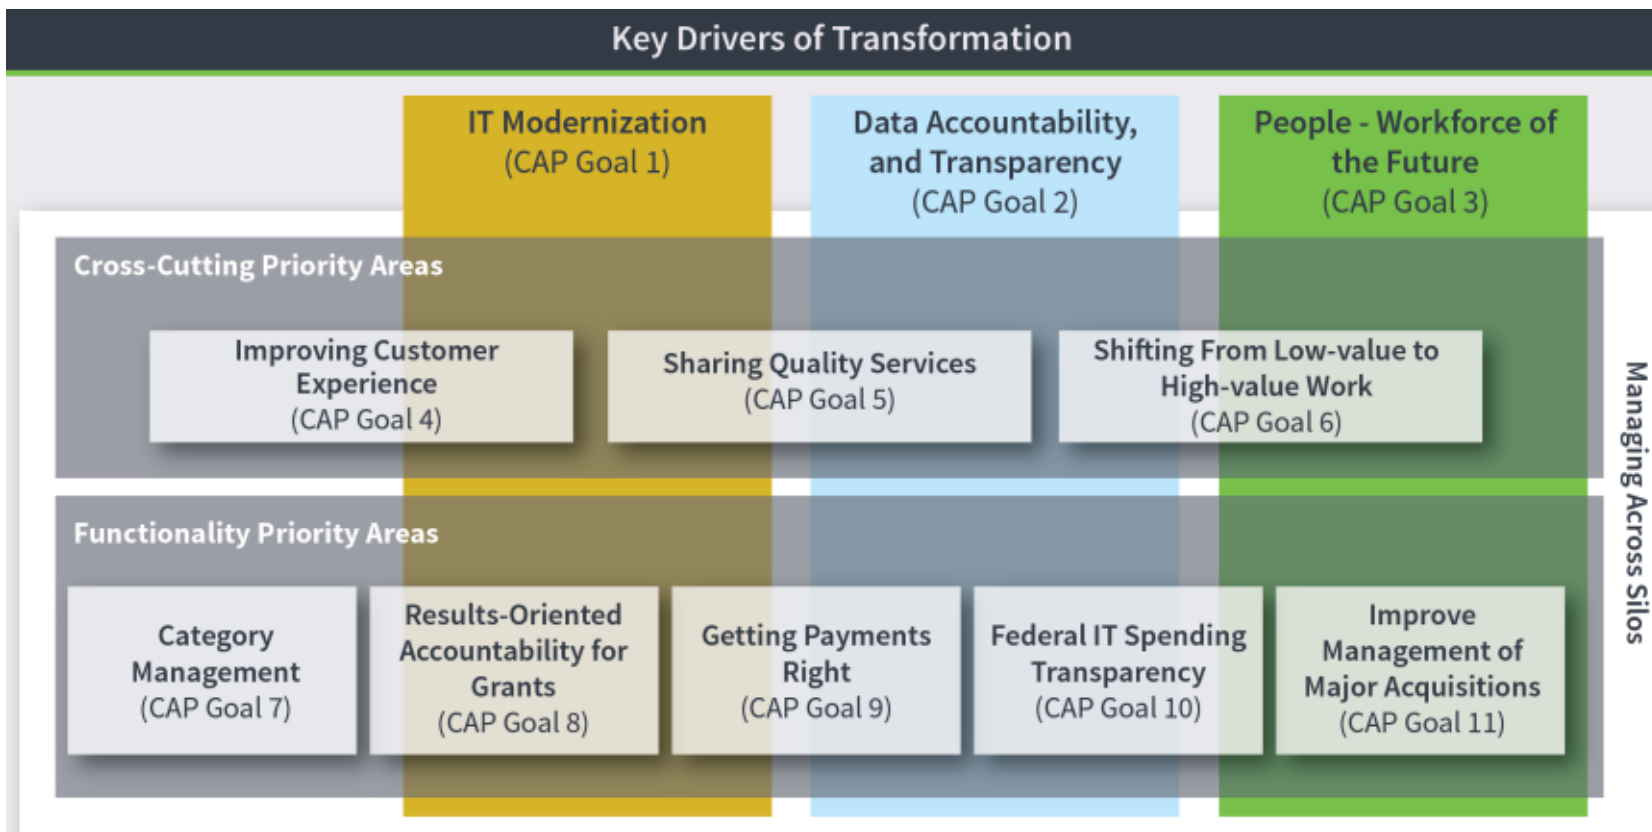 Key Drivers of Transformation
IT Modernization
(CAP Goal 1)
Data Accountability,
and Transparency
(CAP Goal 2)
People - Workforce of
the Future
(CAP Goal 3)
Cross-Cutting Priority Areas
Improving Customer
Experience
(CAP Goal 4)
Sharing Quality Services
(CAP Goal 5)
Shifting From Low-value to
High-value Work
(CAP Goal 6)
Functionality Priority Areas
Category
Management
(CAP Goal 7)
Results-Oriented
Accountability for
Grants
(CAP Goal 8)
Getting Payments
Right
(CAP Goal 9)
Federal IT Spending
Transparency
(CAP Goal 10)
Improve
Management of
Major Acquisitions
(CAP Goal 11)
Managing Across Silos